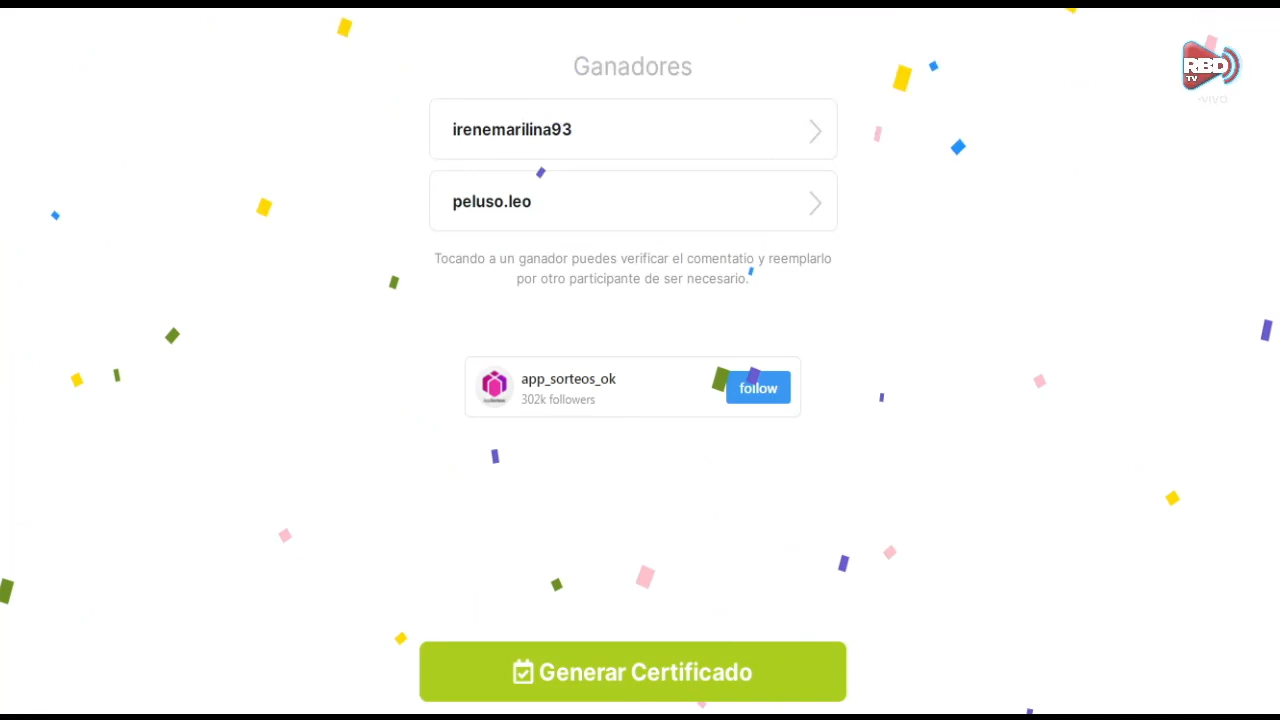 Ganadores
RBD
TV
-VIVO
irenemarilina93
peluso.leo
Tocando a un ganador puedes verificar el comentatio y reemplarlo
por otro participante de ser necesario.
app_sorteos_ok
302k followers
follow
Generar Certificado